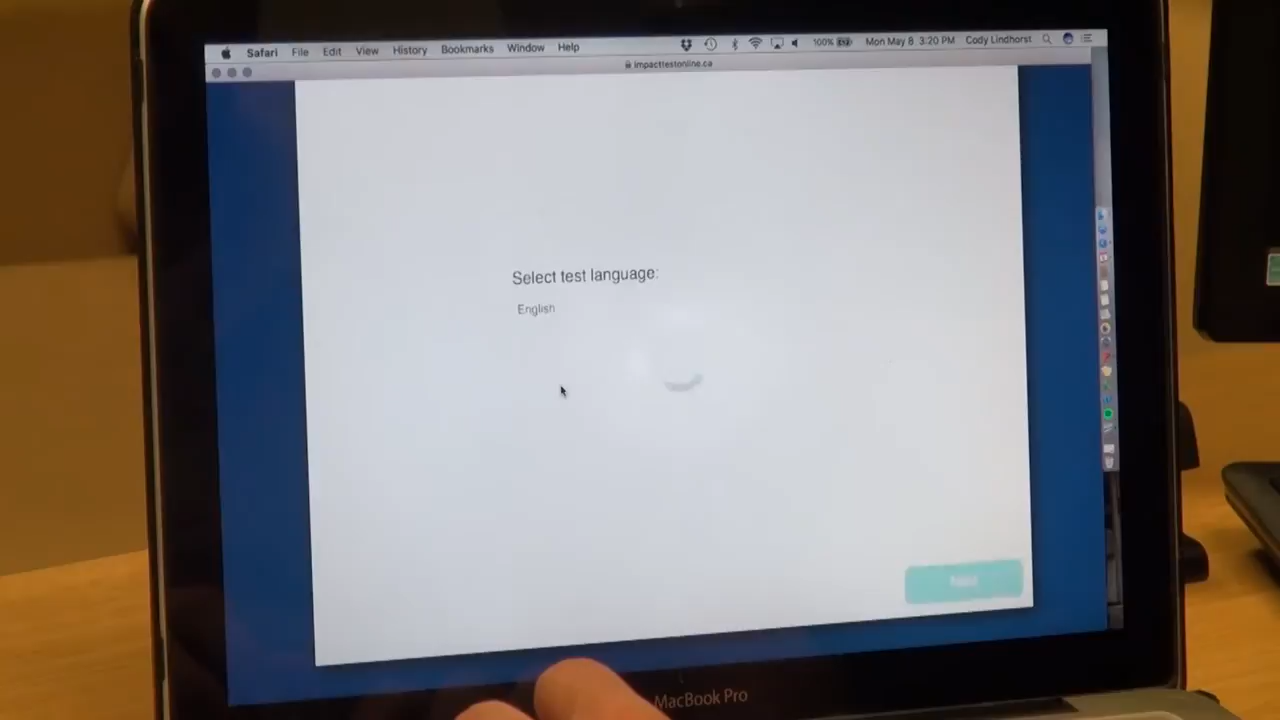 Safari File Edit View History Bookmarks Window Help 100% Mon May 8 3:20 PM Cody Lindhorst
impacttestonline.ca
Select test language:
English
MacBook Pro